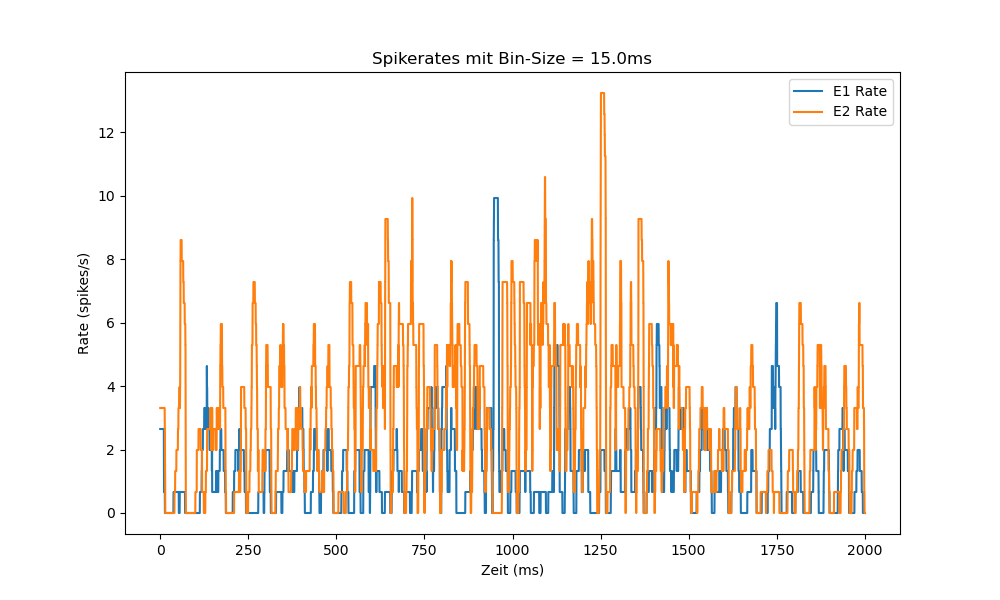 Spikerates mit Bin-Size = 15.0ms
E1 Rate
E2 Rate
Rate (spikes/s)
12
10
8
6
4
2
0
0 250 500 750 1000 1250 1500 1750 2000
Zeit (ms)